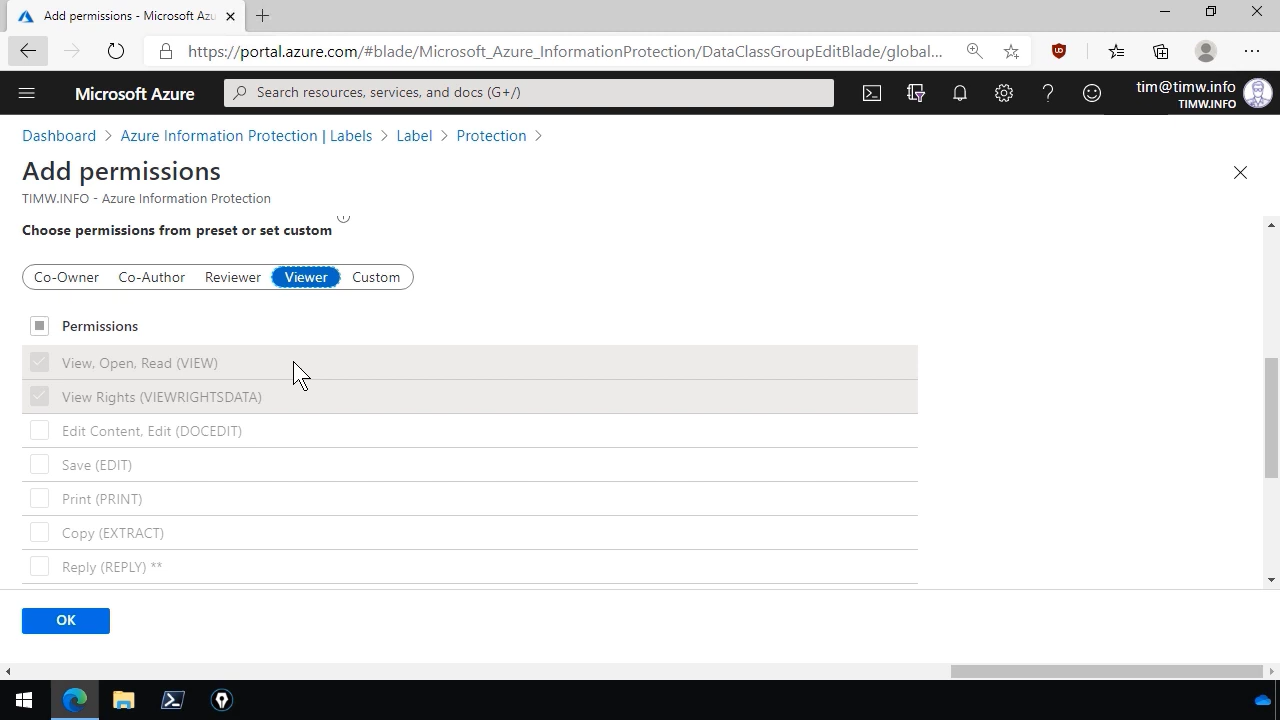 Add permissions - Microsoft Azu
https://portal.azure.com/#blade/Microsoft_Azure_InformationProtection/DataClassGroupEditBlade/global...
Microsoft Azure
Search resources, services, and docs (G+/)
tim@timw.info
TIMW.INFO
Dashboard > Azure Information Protection | Labels > Label > Protection >
Add permissions
TIMW.INFO - Azure Information Protection
Choose permissions from preset or set custom
Co-Owner Co-Author Reviewer Viewer Custom
Permissions
View, Open, Read (VIEW)
View Rights (VIEWRIGHTSDATA)
Edit Content, Edit (DOCEDIT)
Save (EDIT)
Print (PRINT)
Copy (EXTRACT)
Reply (REPLY) **
OK